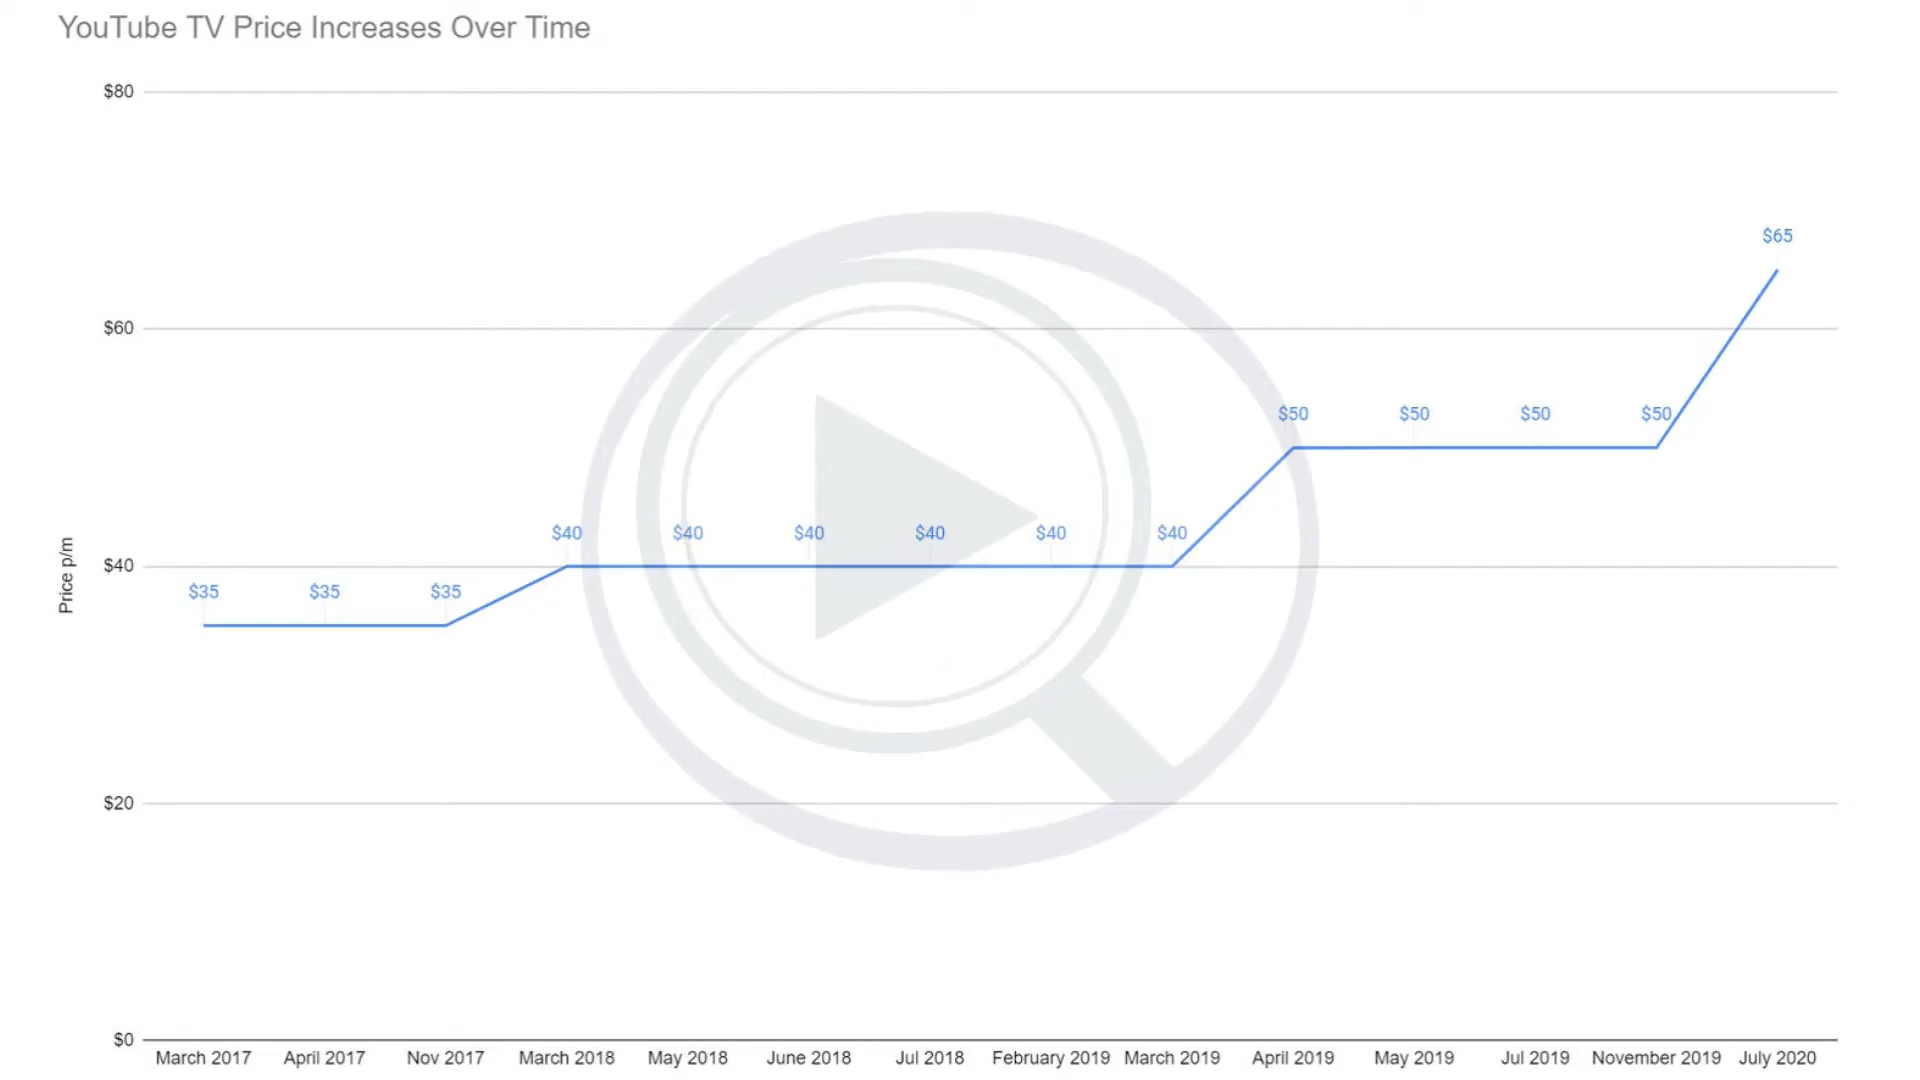 YouTube TV Price Increases Over Time
$80
$65
$60
$50 $50 $50 $50
$40 $40 $40 $40 $40 $40
$40
$35 $35 $35
Price p/m
$20
$0
March 2017 April 2017 Nov 2017 March 2018 May 2018 June 2018 Jul 2018 February 2019 March 2019 April 2019 May 2019 Jul 2019 November 2019 July 2020